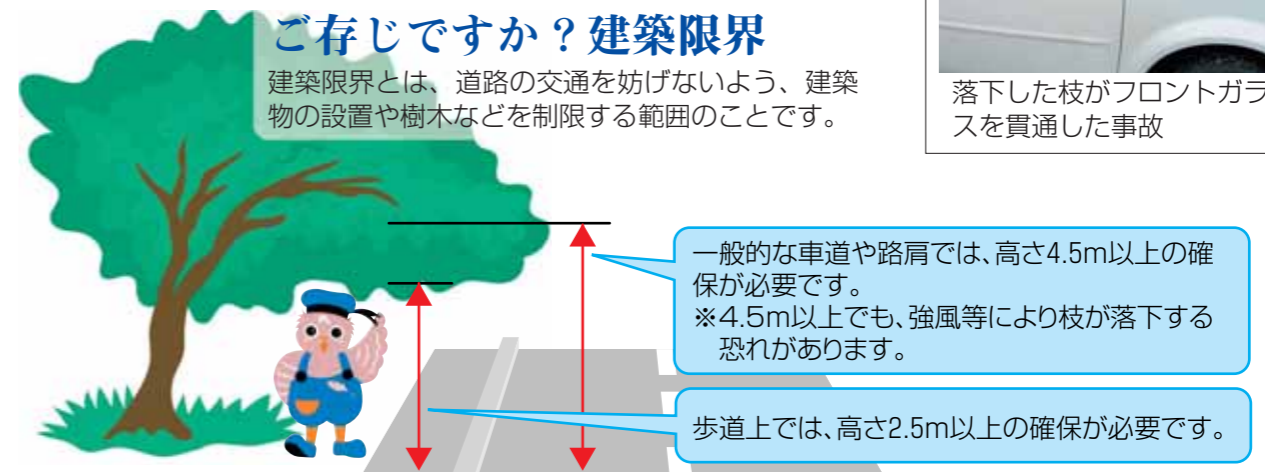 ご存じですか？建築限界
建築限界とは、道路の交通を妨げないよう、建築
物の設置や樹木などを制限する範囲のことです。
落下した枝がフロントガラ
スを貫通した事故
一般的な車道や路肩では、高さ4.5m以上の確
保が必要です。
※4.5m以上でも、強風等により枝が落下する
恐れがあります。
歩道上では、高さ2.5m以上の確保が必要です。